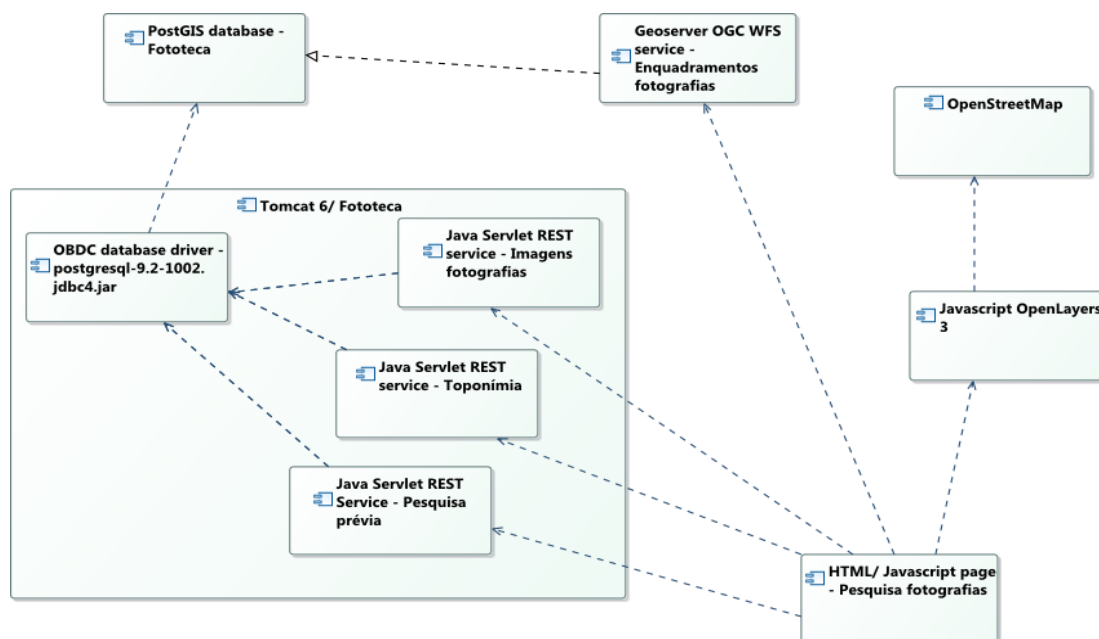 PostGIS database -
Fototeca
Geoserver OGC WFS
service -
Enquadramentos
fotografias
OpenStreetMap
Tomcat 6/ Fototeca
OBDC database driver -
postgresql-9.2-1002.
jdbc4.jar
Java Servlet REST
service - Imagens
fotografias
Javascript OpenLayers
3
Java Servlet REST
service - Toponímia
Java Servlet REST
Service - Pesquisa
prévia
HTML/ Javascript page
- Pesquisa fotografias